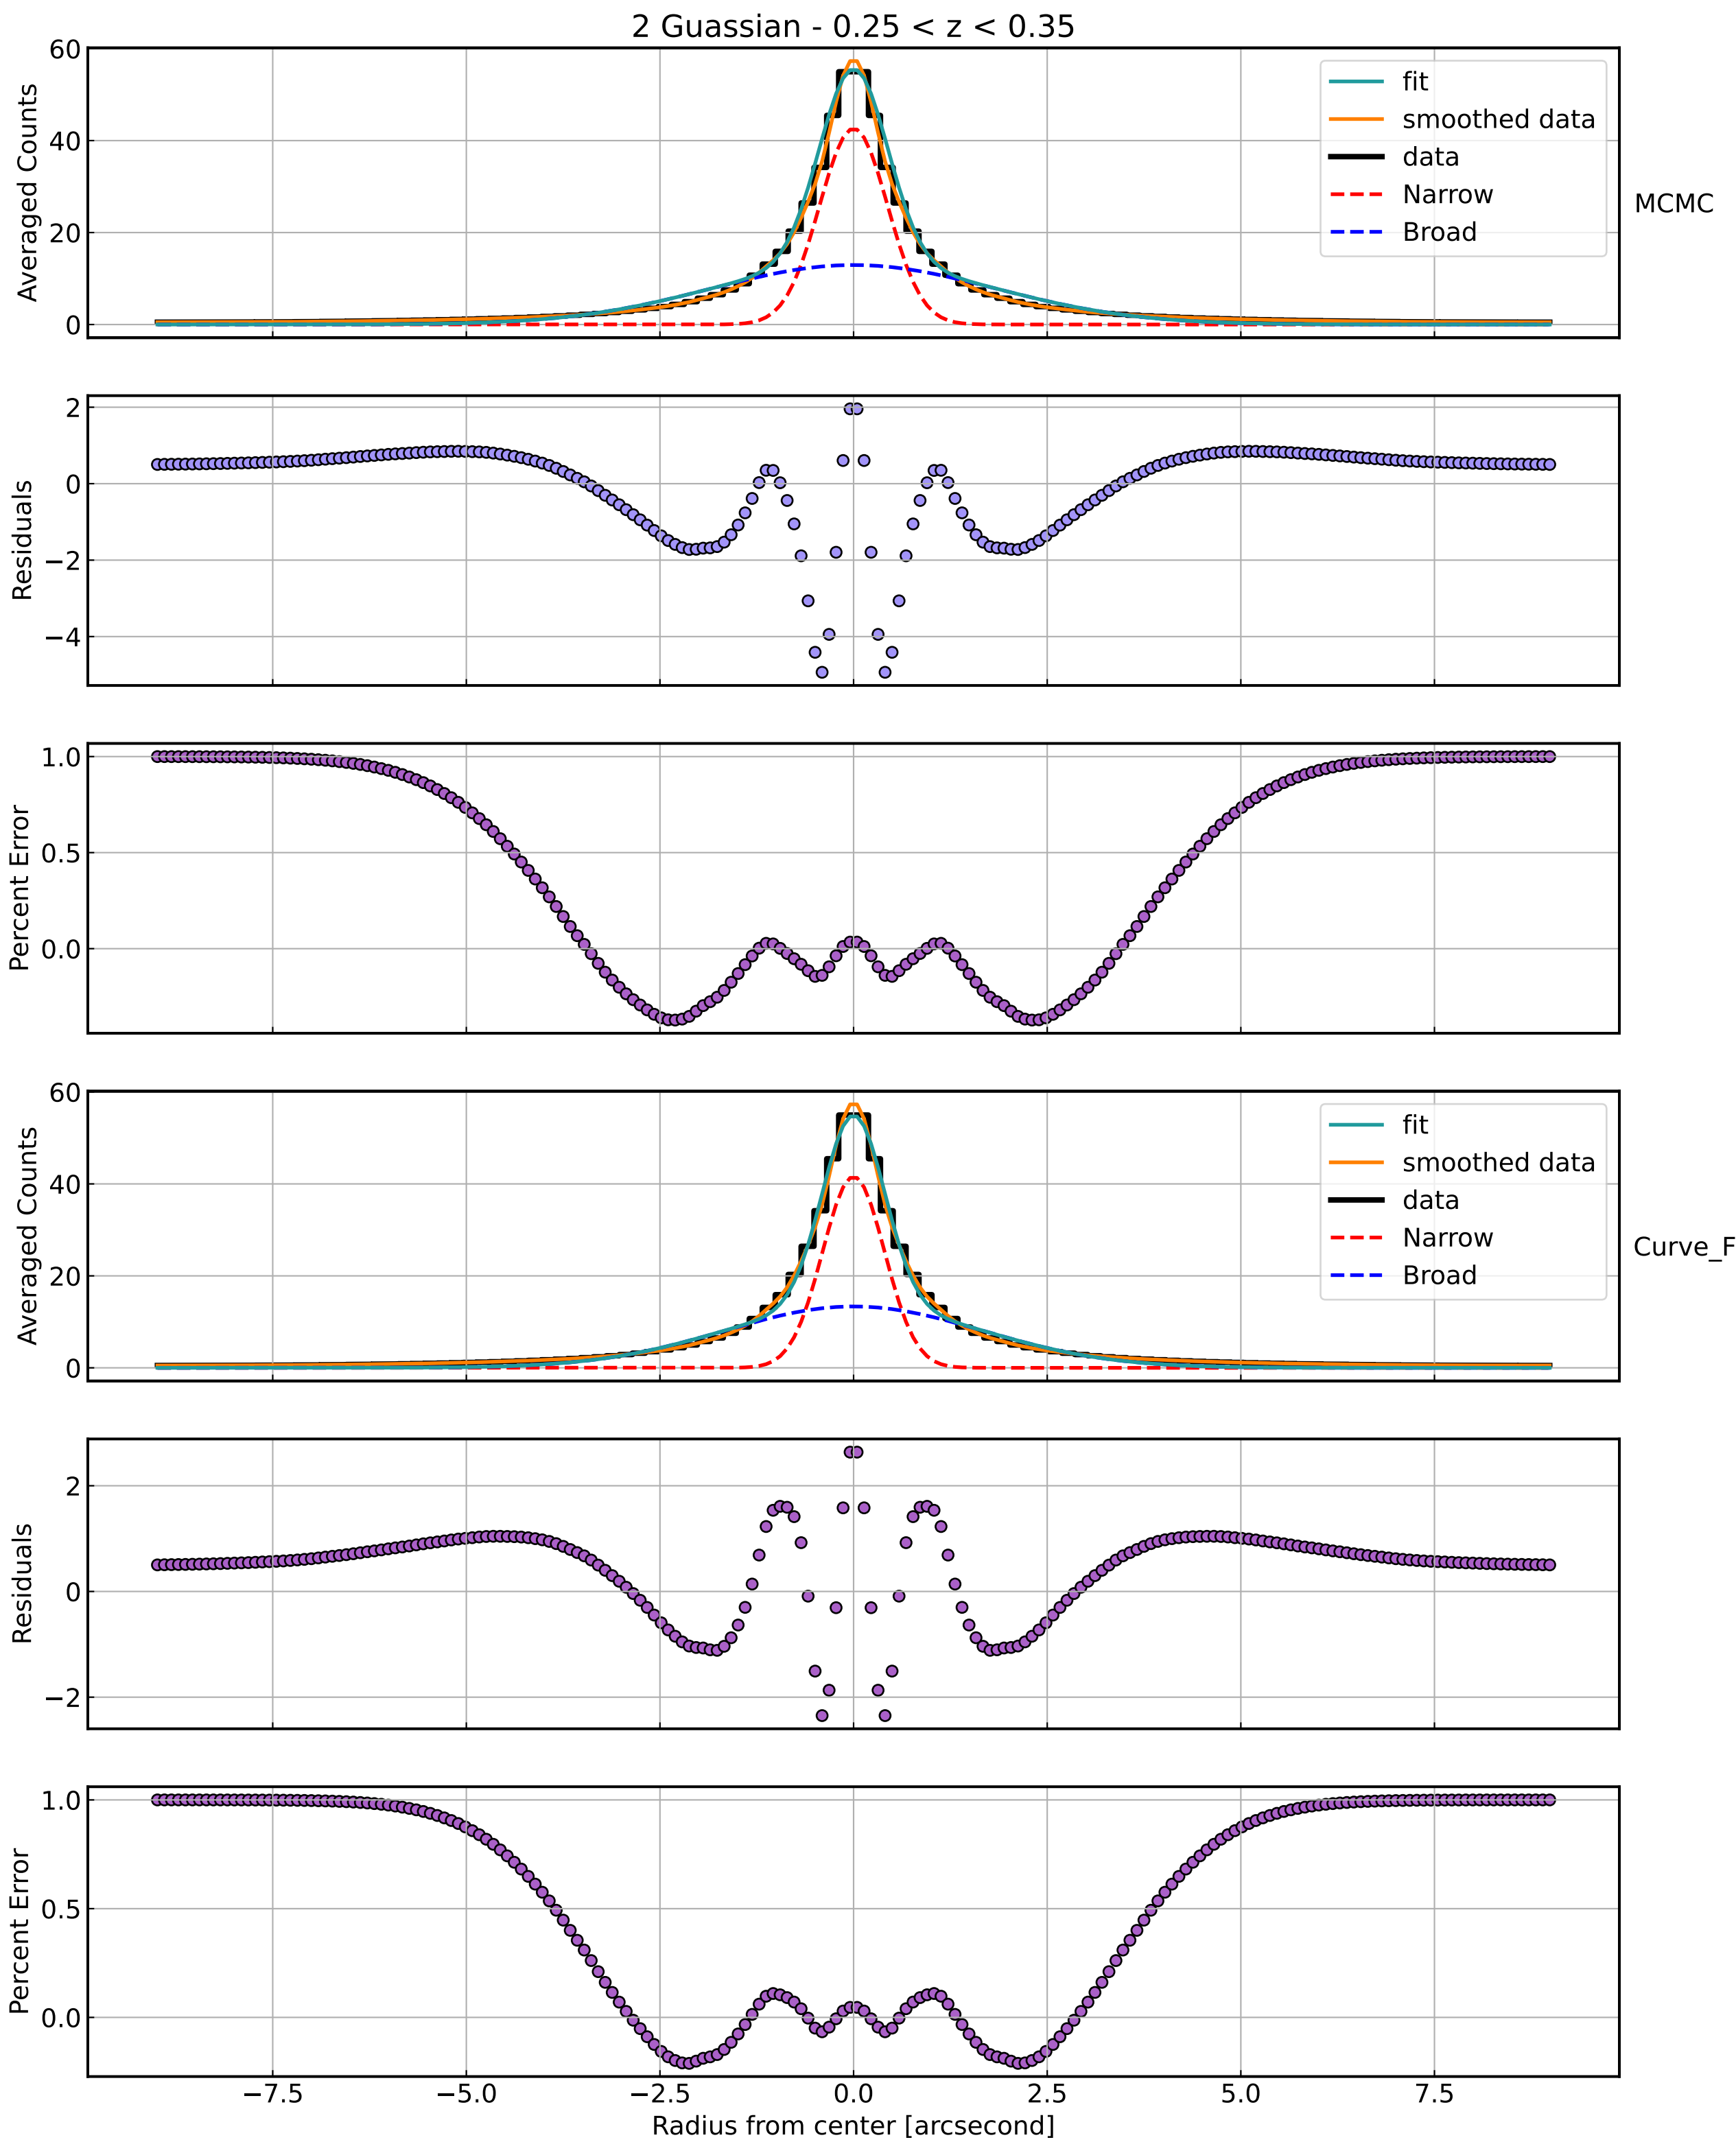 2 Guassian - 0.25 < z < 0.35
60
40
20
0
Averaged Counts
fit
smoothed data
data
Narrow
Broad
MCMC
2
0
−2
−4
Residuals
1.0
0.5
0.0
Percent Error
60
40
20
0
Averaged Counts
fit
smoothed data
data
Narrow
Broad
Curve_F
2
0
−2
Residuals
1.0
0.5
0.0
Percent Error
−7.5 −5.0 −2.5 0.0 2.5 5.0 7.5
Radius from center [arcsecond]